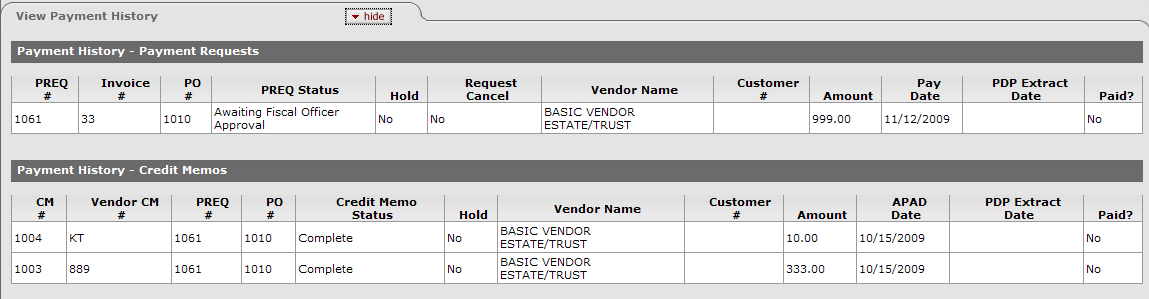 View Payment History hide
Payment History - Payment Requests
PREQ # Invoice # PO # PREQ Status Hold Request Cancel Vendor Name Customer # Amount Pay Date PDP Extract Date Paid?
1061 33 1010 Awaiting Fiscal Officer Approval No No BASIC VENDOR ESTATE/TRUST 999.00 11/12/2009 No
Payment History - Credit Memos
CM # Vendor CM # PREQ # PO # Credit Memo Status Hold Vendor Name Customer # Amount APAD Date PDP Extract Date Paid?
1004 KT 1061 1010 Complete No BASIC VENDOR ESTATE/TRUST 10.00 10/15/2009 No
1003 889 1061 1010 Complete No BASIC VENDOR ESTATE/TRUST 333.00 10/15/2009 No